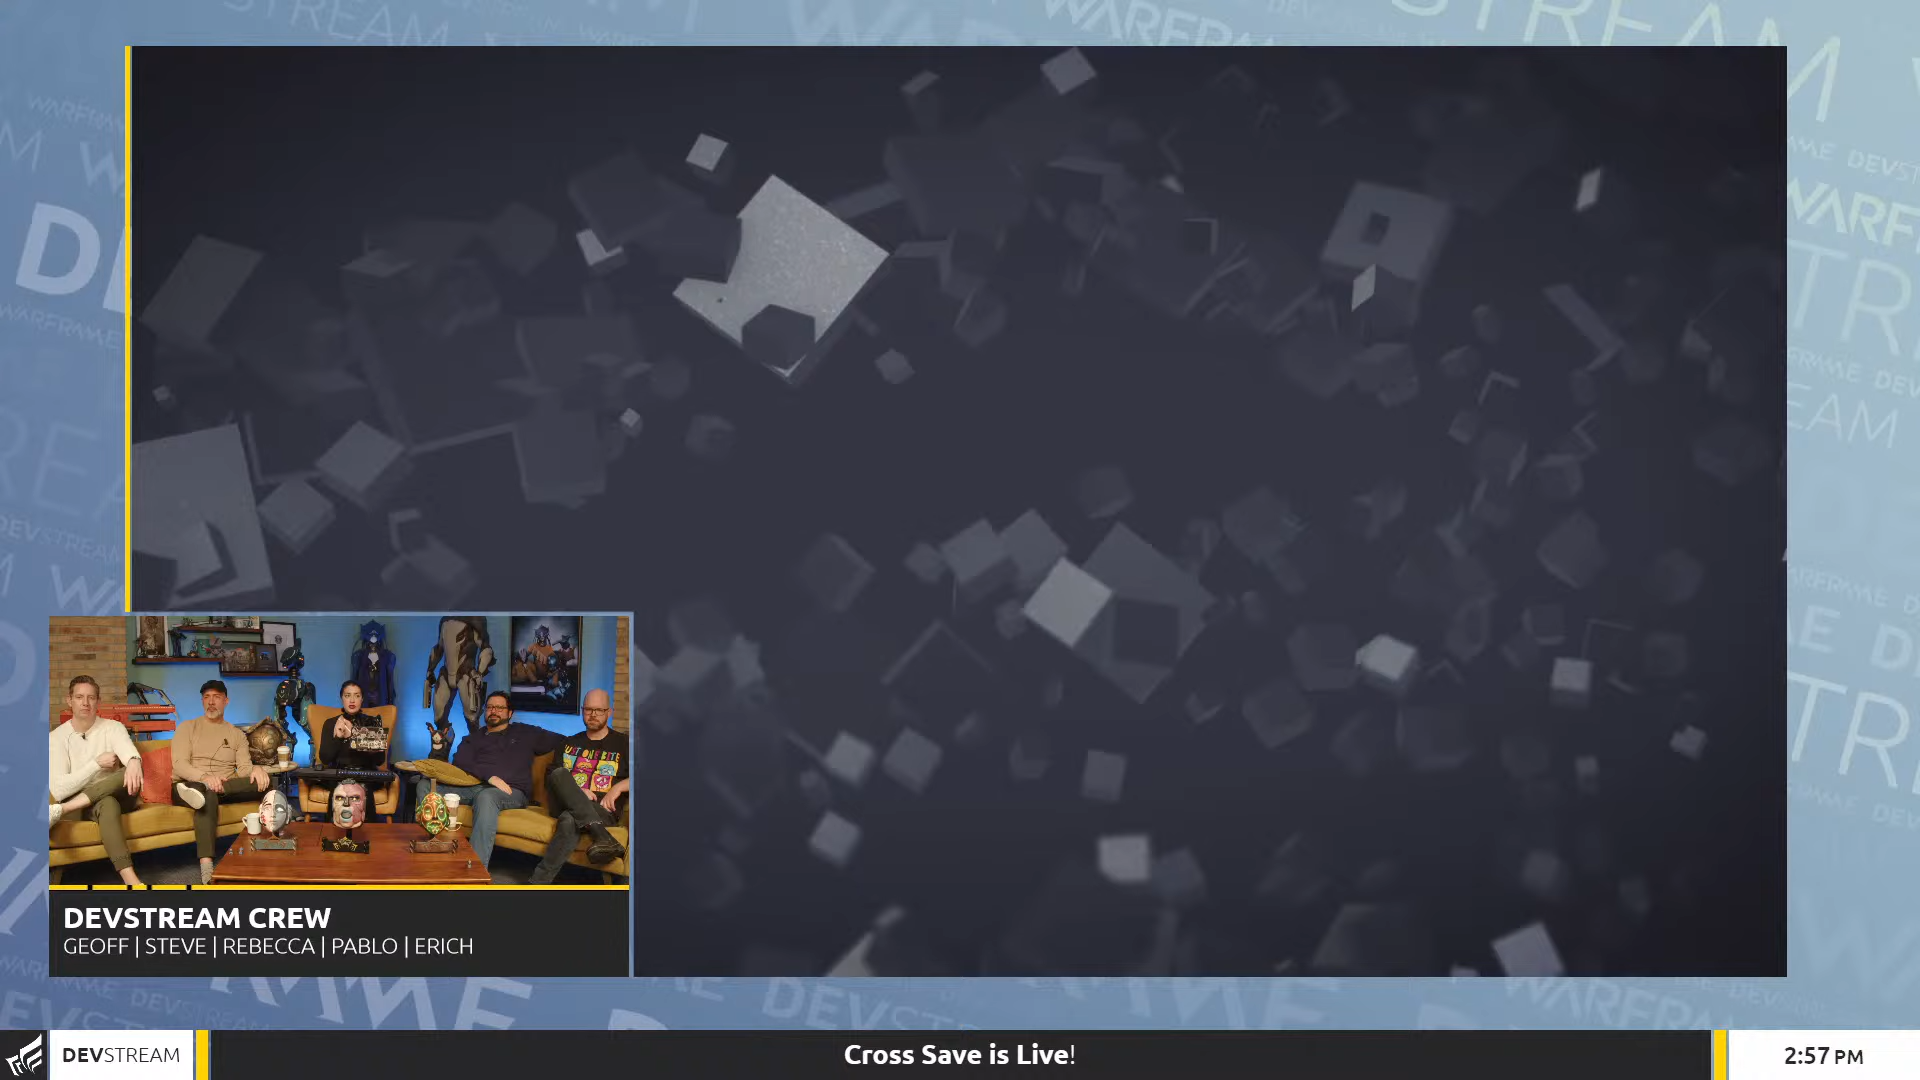 DEVSTREAM CREW
GEOFF | STEVE | REBECCA | PABLO | ERICH
DEVSTREAM
Cross Save is Live!
2:57 PM